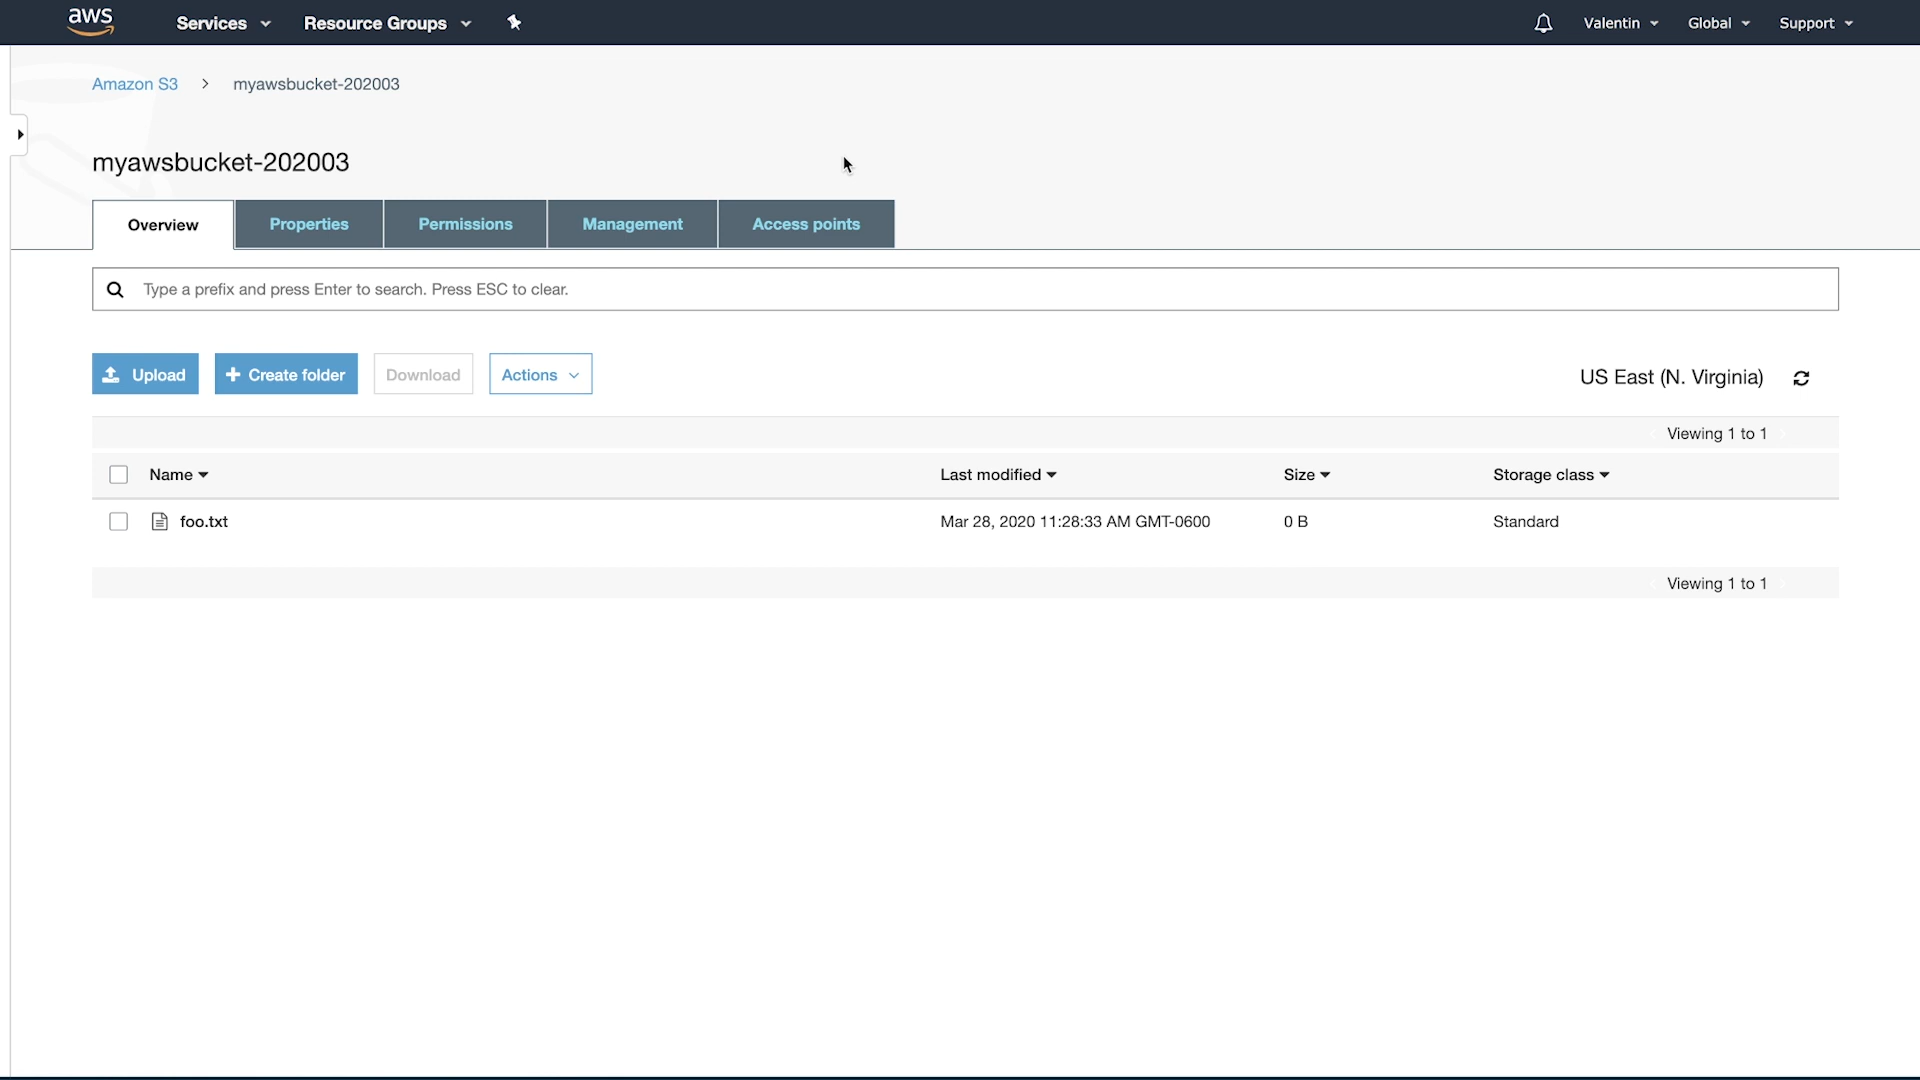 aws Services Resource Groups Valentin Global Support
Amazon S3 > myawsbucket-202003
myawsbucket-202003
Overview Properties Permissions Management Access points
Type a prefix and press Enter to search. Press ESC to clear.
Upload + Create folder Download Actions US East (N. Virginia)
Viewing 1 to 1
Name Last modified Size Storage class
foo.txt Mar 28, 2020 11:28:33 AM GMT-0600 0 B Standard
Viewing 1 to 1